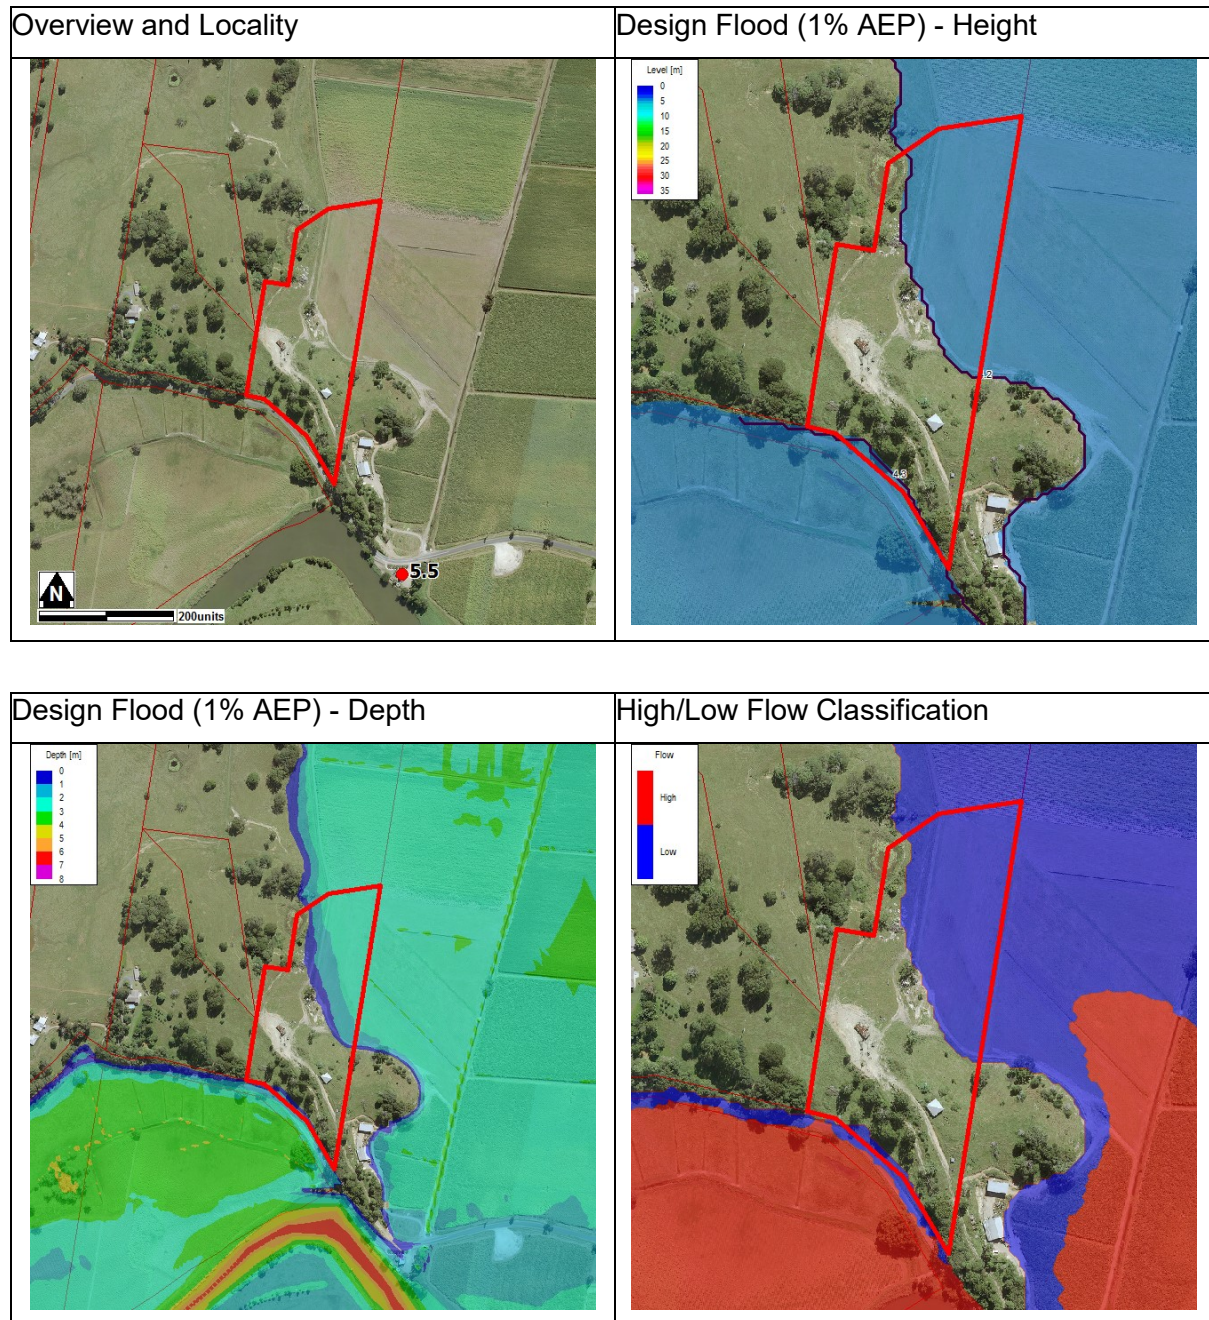 Overview and Locality
Design Flood (1% AEP) - Height
Level [m]
0
5
10
15
20
25
30
35
4.3
5.5
N
200units
Design Flood (1% AEP) - Depth
High/Low Flow Classification
Depth [m]
0
1
2
3
4
5
6
7
8
Flow
High
Low